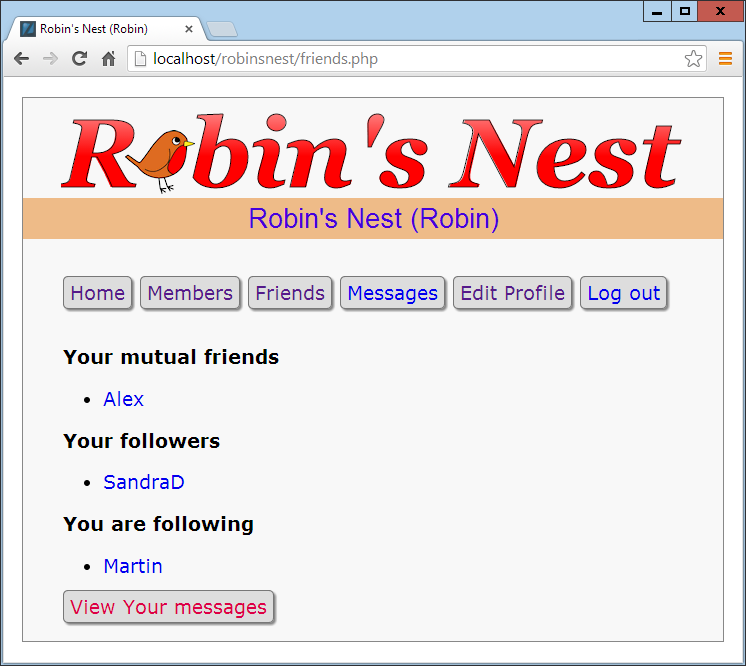 Robin's Nest (Robin)
localhost/robinsnest/friends.php
Robin's Nest
Robin's Nest (Robin)
Home Members Friends Messages Edit Profile Log out
Your mutual friends
Alex
Your followers
SandraD
You are following
Martin
View Your messages